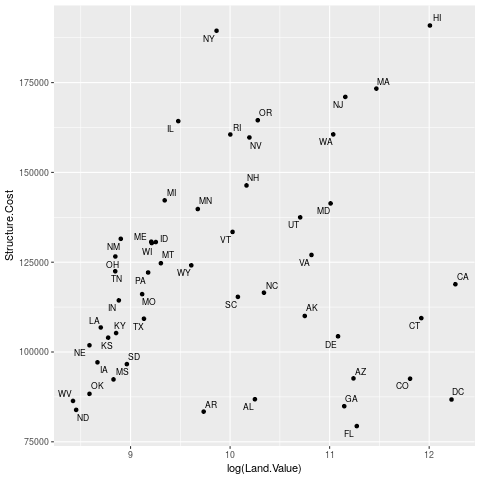 HI
NY
175000
MA
NJ
OR
IL
RI
NV
WA
150000
NH
MI
MN
MD
UT
VT
ME
ID
NM
WI
MT
VA
OH
125000
WY
TN
PA
CA
NC
SC
IN
MO
AK
TX
CT
LA
KY
DE
KS
100000
NE
SD
IA
MS
AZ
CO
OK
WV
DC
AL
GA
AR
ND
FL
75000
9
10
11
12
log(Land.Value)
Structure.Cost